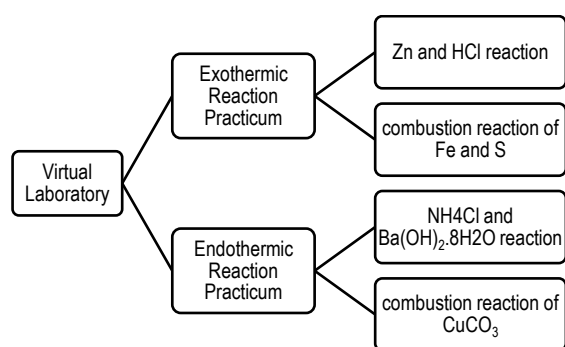 Virtual
Laboratory
Exothermic
Reaction
Practicum
Zn and HCl reaction
combustion reaction of
Fe and S
Endothermic
Reaction
Practicum
NH4Cl and
Ba(OH)₂.8H2O reaction
combustion reaction of
CuCO₃